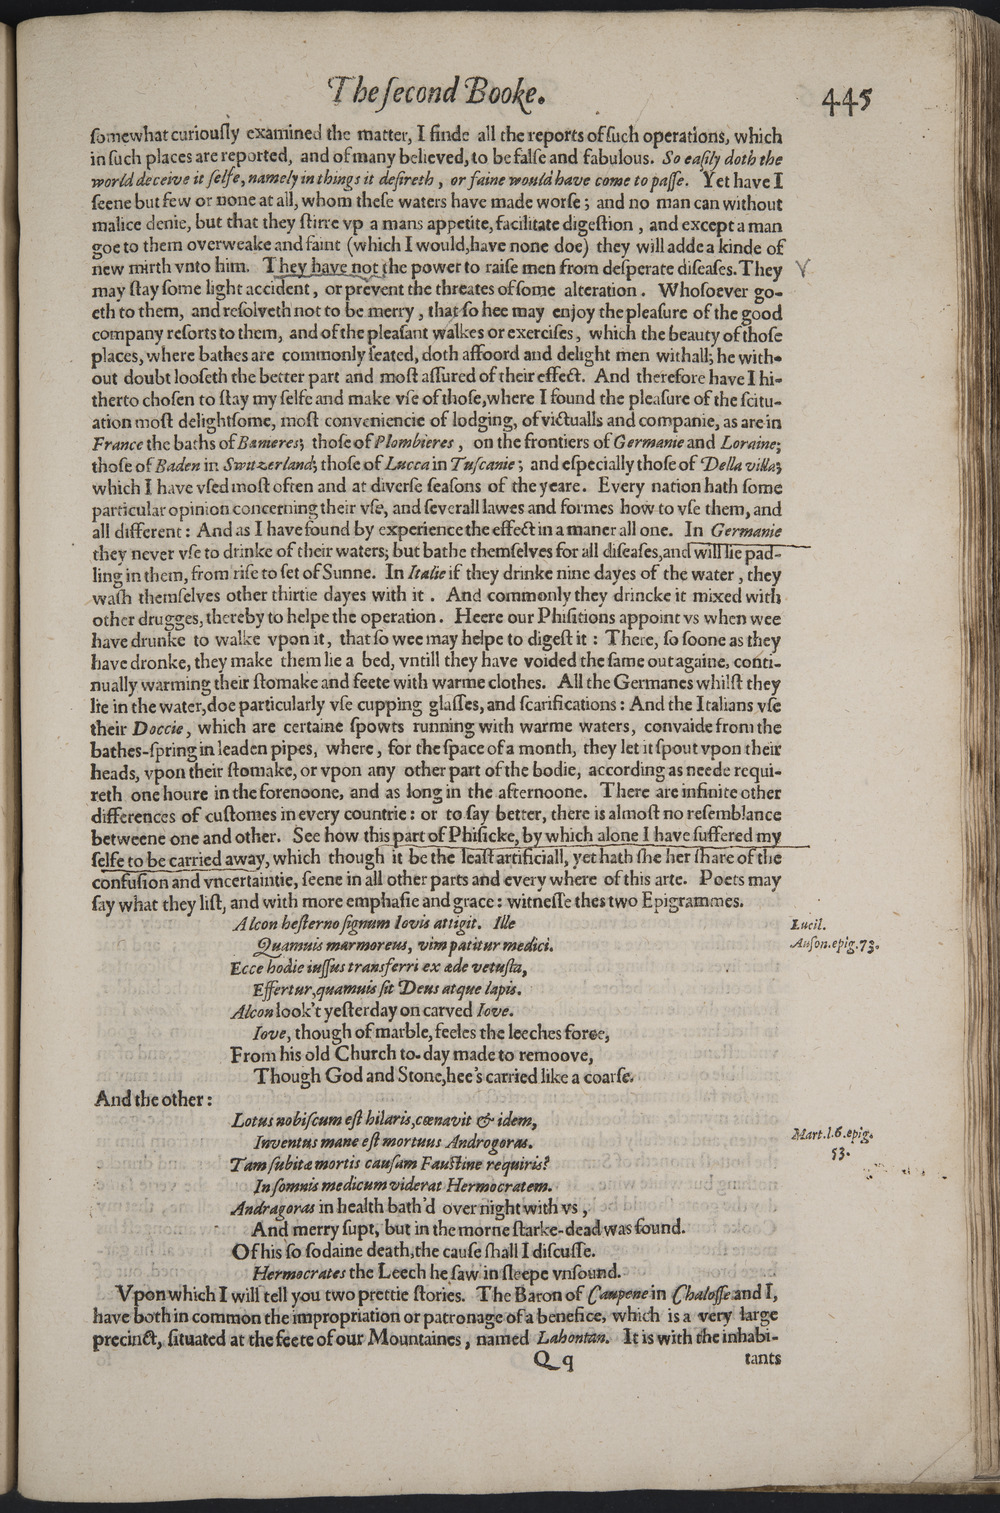 The ſecond Booke. 445
ſomewhat curiouſly examined the matter, I finde all the reports of ſuch operations, which
in ſuch places are reported, and of many believed, to be falſe and fabulous. So eaſily doth the
world deceive it ſelfe, namely in things it deſireth, or faine would have come to paſſe. Yet have I
ſeene but few or none at all, whom theſe waters have made worſe; and no man can without
malice denie, but that they ſtirre vp a mans appetite, facilitate digeſtion, and except a man
goe to them overweake and faint (which I would, have none doe) they will adde a kinde of
new mirth vnto him. They have not the power to raiſe men from deſperate diſeaſes. They
may ſtay ſome light accident, or prevent the threates of ſome alteration. Whoſoever go-
eth to them, and reſolveth not to be merry, that ſo hee may enjoy the pleaſure of the good
company reſorts to them, and of the pleaſant walkes or exerciſes, which the beauty of thoſe
places, where bathes are commonly ſeated, doth affoord and delight men withall; he with-
out doubt looſeth the better part and moſt aſſured of their effect. And therefore have I hi-
therto choſen to ſtay my ſelfe and make vſe of thoſe, where I found the pleaſure of the ſcitu-
ation moſt delightſome, moſt conveniencie of lodging, of victualls and companie, as are in
France the baths of Banieres; thoſe of Plombieres, on the frontiers of Germanie and Loraine;
thoſe of Baden in Switzerland; thoſe of Lucca in Tuſcanie; and eſpecially thoſe of Della villa;
which I have vſed moſt often and at diverſe ſeaſons of the yeare. Every nation hath ſome
particular opinion concerning their vſe, and ſeverall lawes and formes how to vſe them, and
all different: And as I have found by experience the effect in a maner all one. In Germanie
they never vſe to drinke of their waters; but bathe themſelves for all diſeaſes, and will lie pad-
ling in them, from riſe to ſet of Sunne. In Italie if they drinke nine dayes of the water, they
waſh themſelves other thirtie dayes with it. And commonly they drincke it mixed with
other drugges, thereby to helpe the operation. Heere our Phiſitions appoint vs when wee
have drunke to walke vpon it, that ſo wee may helpe to digeſt it: There, ſo ſoone as they
have dronke, they make them lie a bed, vntill they have voided the ſame out againe, conti-
nually warming their ſtomake and feete with warme clothes. All the Germanes whilſt they
lie in the water, doe particularly vſe cupping glaſſes, and ſcarifications: And the Italians vſe
their Doccie, which are certaine ſpowts running with warme waters, convaide from the
bathes-ſpring in leaden pipes, where, for the ſpace of a month, they let it ſpout vpon their
heads, vpon their ſtomake, or vpon any other part of the bodie, according as neede requi-
reth one houre in the forenoone, and as long in the afternoone. There are infinite other
differences of cuſtomes in every countrie: or to ſay better, there is almoſt no reſemblance
betweene one and other. See how this part of Phiſicke, by which alone I have ſuffered my
ſelfe to be carried away, which though it be the leaſt artificiall, yet hath ſhe her ſhare of the
confuſion and vncertaintie, ſeene in all other parts and every where of this arte. Poets may
ſay what they liſt, and with more emphaſie and grace: witneſſe thes two Epigrammes.
Alcon heſterno ſignum Iovis attigit. Ille
Lucil.
Quamuis marmoreus, vim patitur medici.
Auſon. epig. 73.
Ecce hodie iuſſus transferri ex æde vetuſta,
Effertur, quamuis ſit Deus atque lapis.
Alcon look't yeſterday on carved Iove.
Iove, though of marble, feeles the leeches force,
From his old Church to-day made to remoove,
Though God and Stone, hee's carried like a coarſe.
And the other:
Lotus nobiſcum eſt hilaris, cœnavit & idem,
Inventus mane eſt mortuus Androgoras.
Mart. l. 6. epig.
53.
Tam ſubitæ mortis cauſam Fauſtine requiris?
In ſomnis medicum viderat Hermocratem.
Andragoras in health bath'd over night with vs,
And merry ſupt, but in the morne ſtarke-dead was found.
Of his ſo ſodaine death, the cauſe ſhall I diſcuſſe.
Hermocrates the Leech he ſaw in ſleepe vnſound.
Vpon which I will tell you two prettie ſtories. The Baron of Caupene in Chaloſſe and I,
have both in common the impropriation or patronage of a benefice, which is a very large
precinct, ſituated at the feete of our Mountaines, named Lahontan. It is with the inhabi-
Qq tants